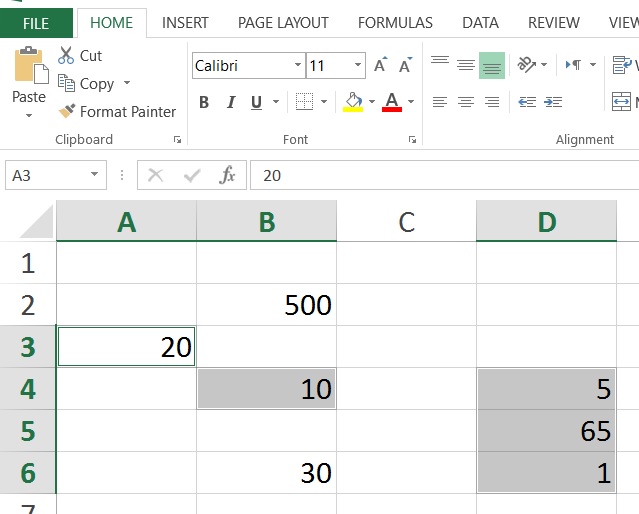 FILE HOME INSERT PAGE LAYOUT FORMULAS DATA REVIEW
Cut
Copy
Paste
Format Painter
Clipboard
Calibri 11
B I U A
Font
Alignment
A3 fx 20
A B C D
1
2 500
3 20
4 10 5
5 65
6 30 1
7